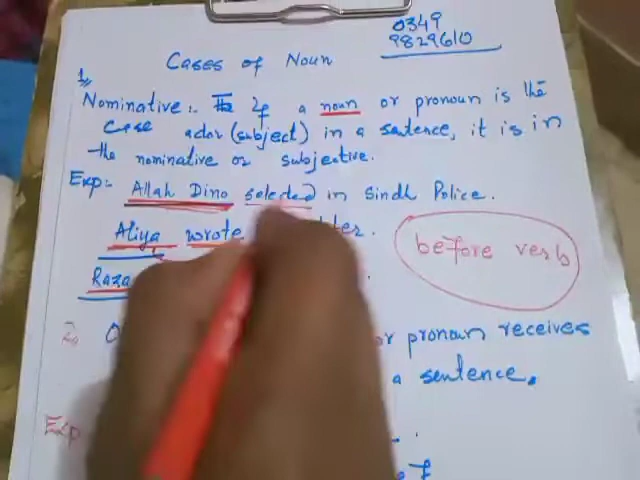 0349
9829610
Cases of Noun
1,
Nominative:- If a noun or pronoun is the
case actor (subject) in a sentence, it is in
the nominative or subjective.
Exp:- Allah Dino selected in Sindh Police.
Aliya wrote
before verb
Raza
2, or pronoun receives
a sentence.
Exp